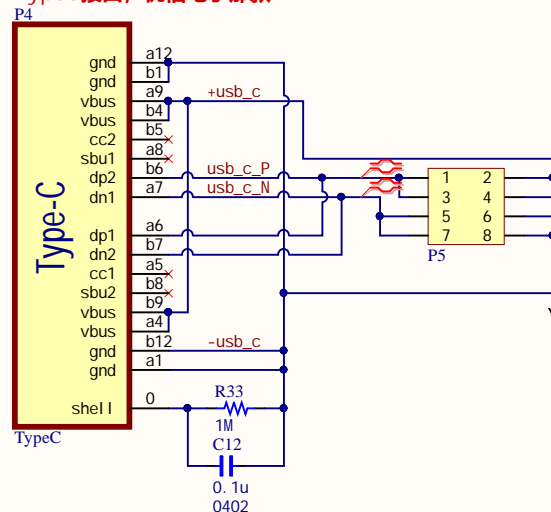 P4
gnd a12
gnd b1
vbus a9 +usb_c
vbus b4
cc2 b5
sbu1 a8
dp2 b6 usb_c_P
dn1 a7 usb_c_N
1 2
3 4
5 6
7 8
P5
dp1 a6
dn2 b7
cc1 a5
sbu2 b8
vbus b9
vbus a4
gnd b12 -usb_c
gnd a1
shell 0
Type-C
TypeC
R33
1M
C12
0.1u
0402